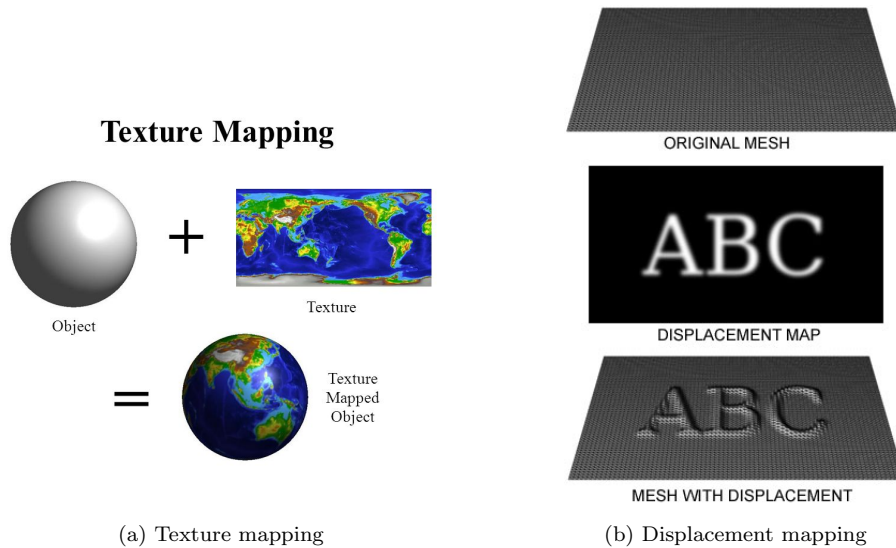 Texture Mapping
Object
Texture
Texture
Mapped
Object
(a) Texture mapping
ORIGINAL MESH
ABC
DISPLACEMENT MAP
ABC
MESH WITH DISPLACEMENT
(b) Displacement mapping